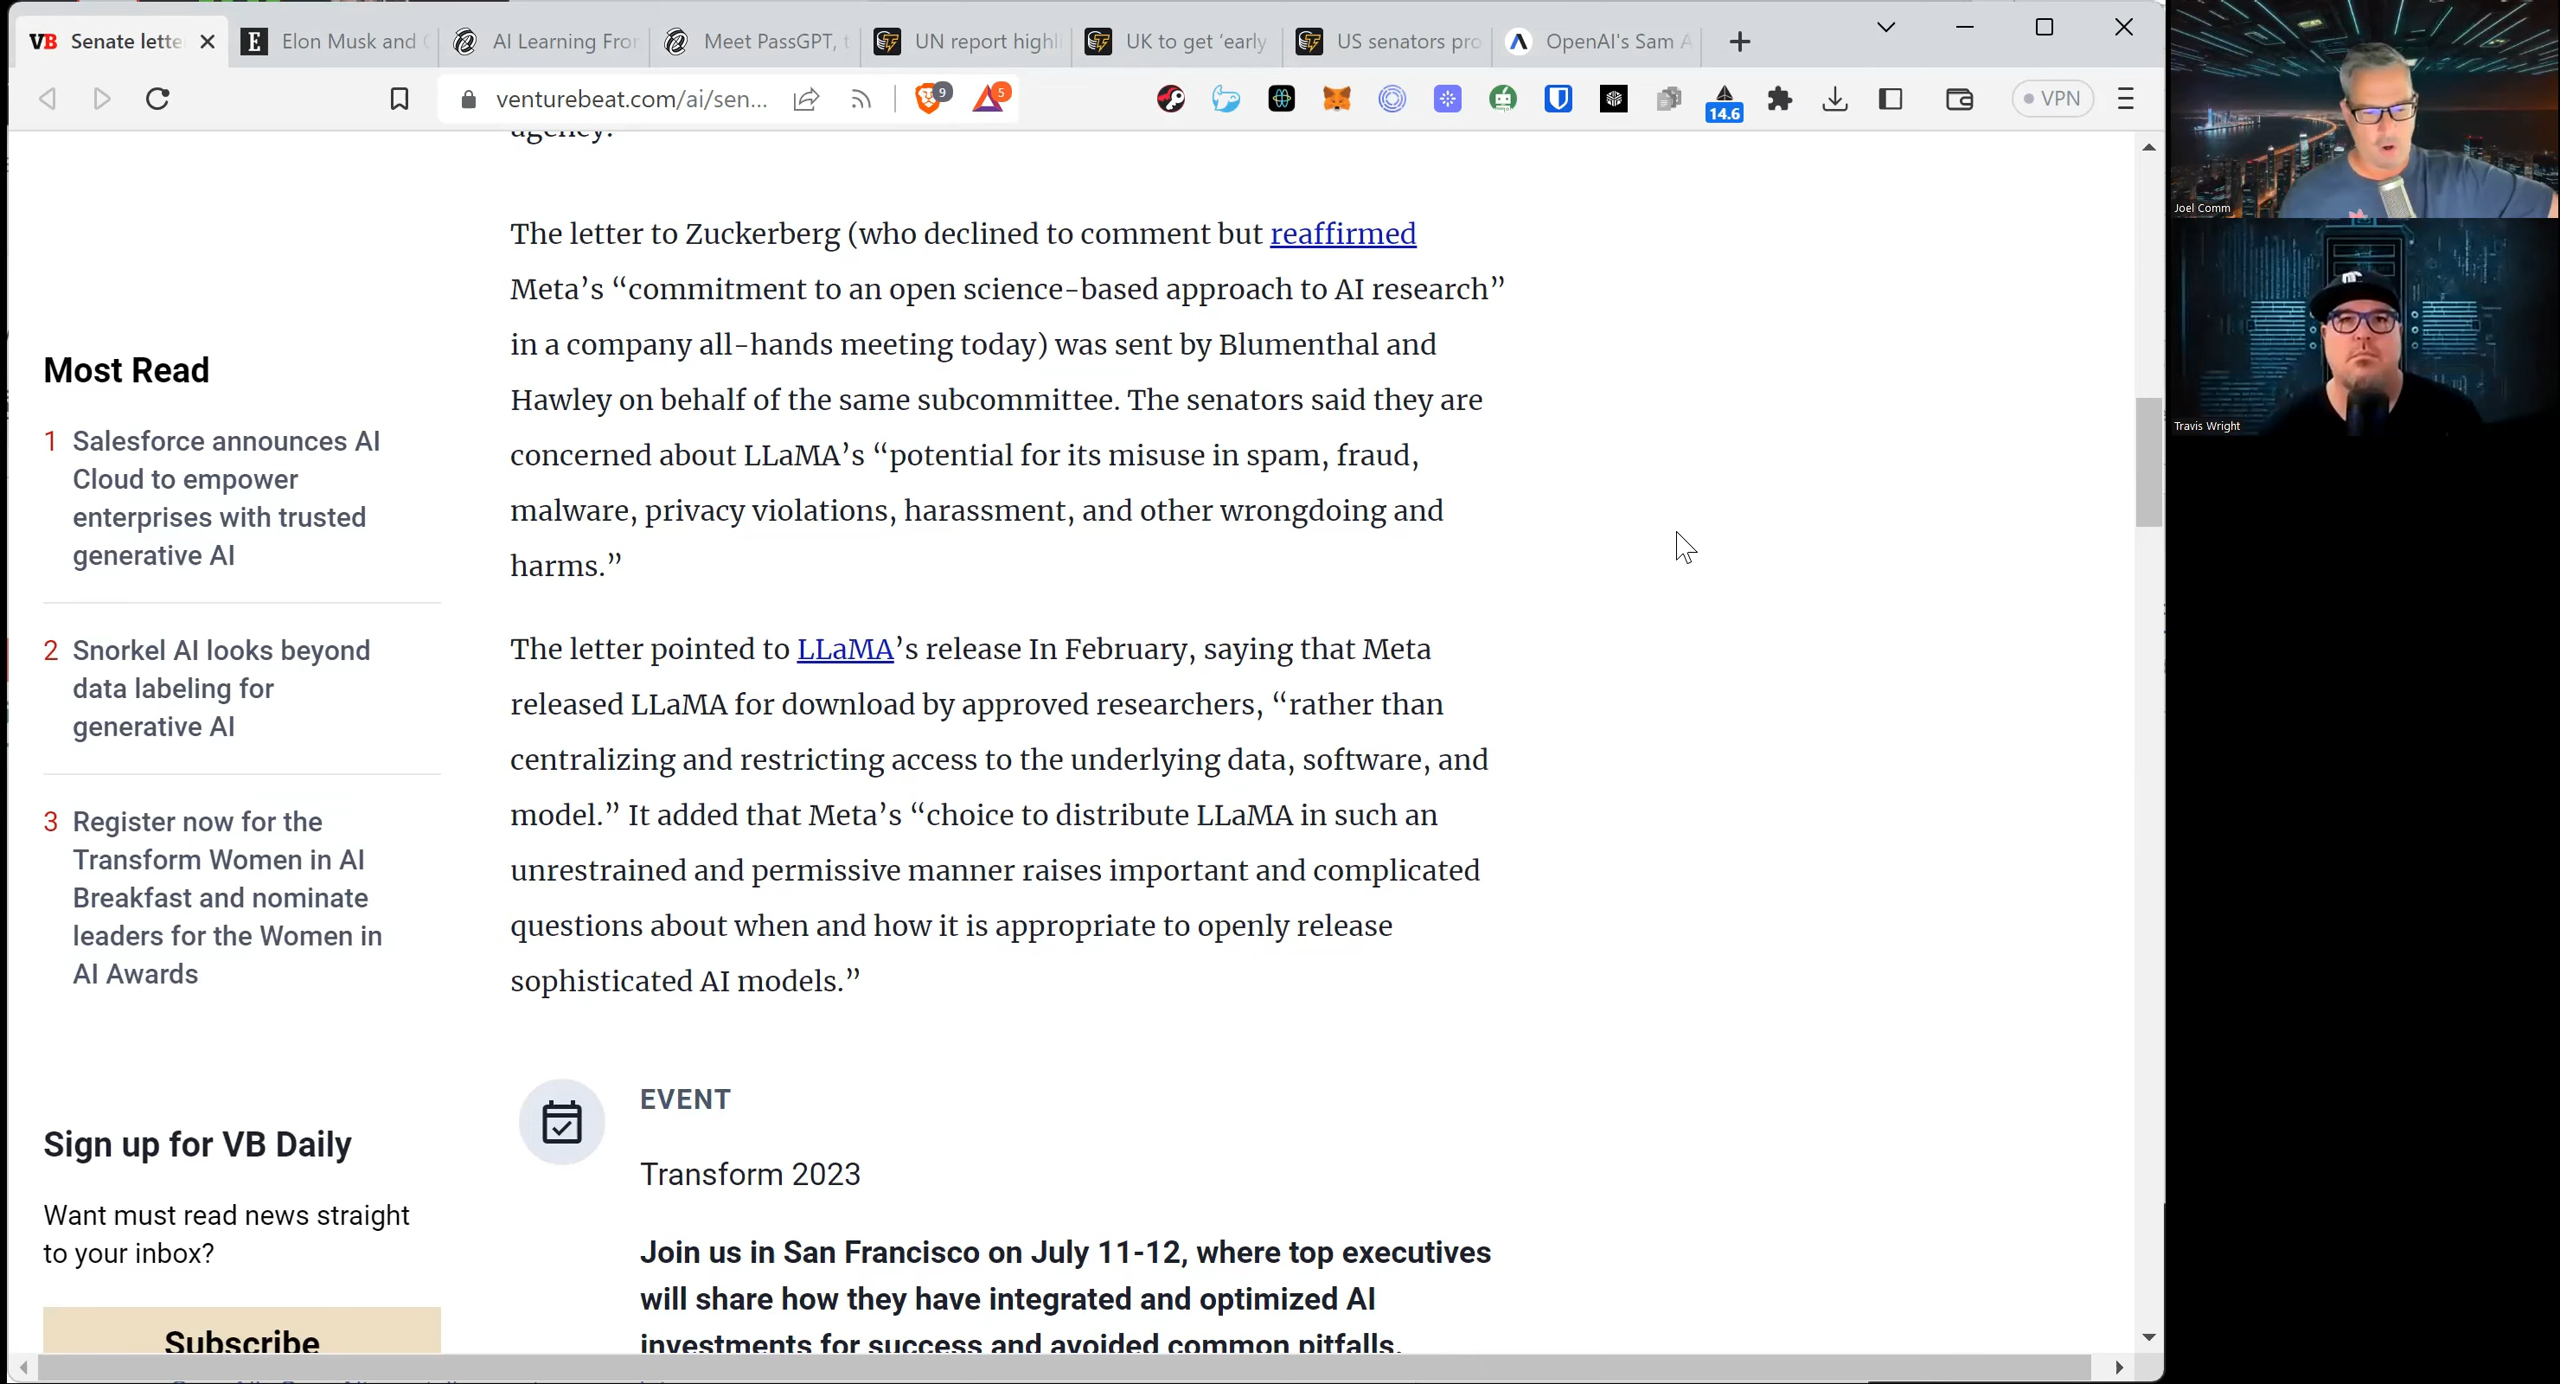 VB Senate lette
E Elon Musk and
AI Learning Fror
Meet PassGPT, t
UN report highli
UK to get ‘early
US senators pro
OpenAI's Sam A
venturebeat.com/ai/sen...
9
5
14.6
VPN
agency.
The letter to Zuckerberg (who declined to comment but reaffirmed
Meta’s “commitment to an open science-based approach to AI research”
in a company all-hands meeting today) was sent by Blumenthal and
Hawley on behalf of the same subcommittee. The senators said they are
concerned about LLaMA’s “potential for its misuse in spam, fraud,
malware, privacy violations, harassment, and other wrongdoing and
harms.”
The letter pointed to LLaMA’s release In February, saying that Meta
released LLaMA for download by approved researchers, “rather than
centralizing and restricting access to the underlying data, software, and
model.” It added that Meta’s “choice to distribute LLaMA in such an
unrestrained and permissive manner raises important and complicated
questions about when and how it is appropriate to openly release
sophisticated AI models.”
EVENT
Transform 2023
Join us in San Francisco on July 11-12, where top executives
will share how they have integrated and optimized AI
investments for success and avoided common pitfalls.
Most Read
1 Salesforce announces AI
Cloud to empower
enterprises with trusted
generative AI
2 Snorkel AI looks beyond
data labeling for
generative AI
3 Register now for the
Transform Women in AI
Breakfast and nominate
leaders for the Women in
AI Awards
Sign up for VB Daily
Want must read news straight
to your inbox?
Subscribe
Joel Comm
Travis Wright